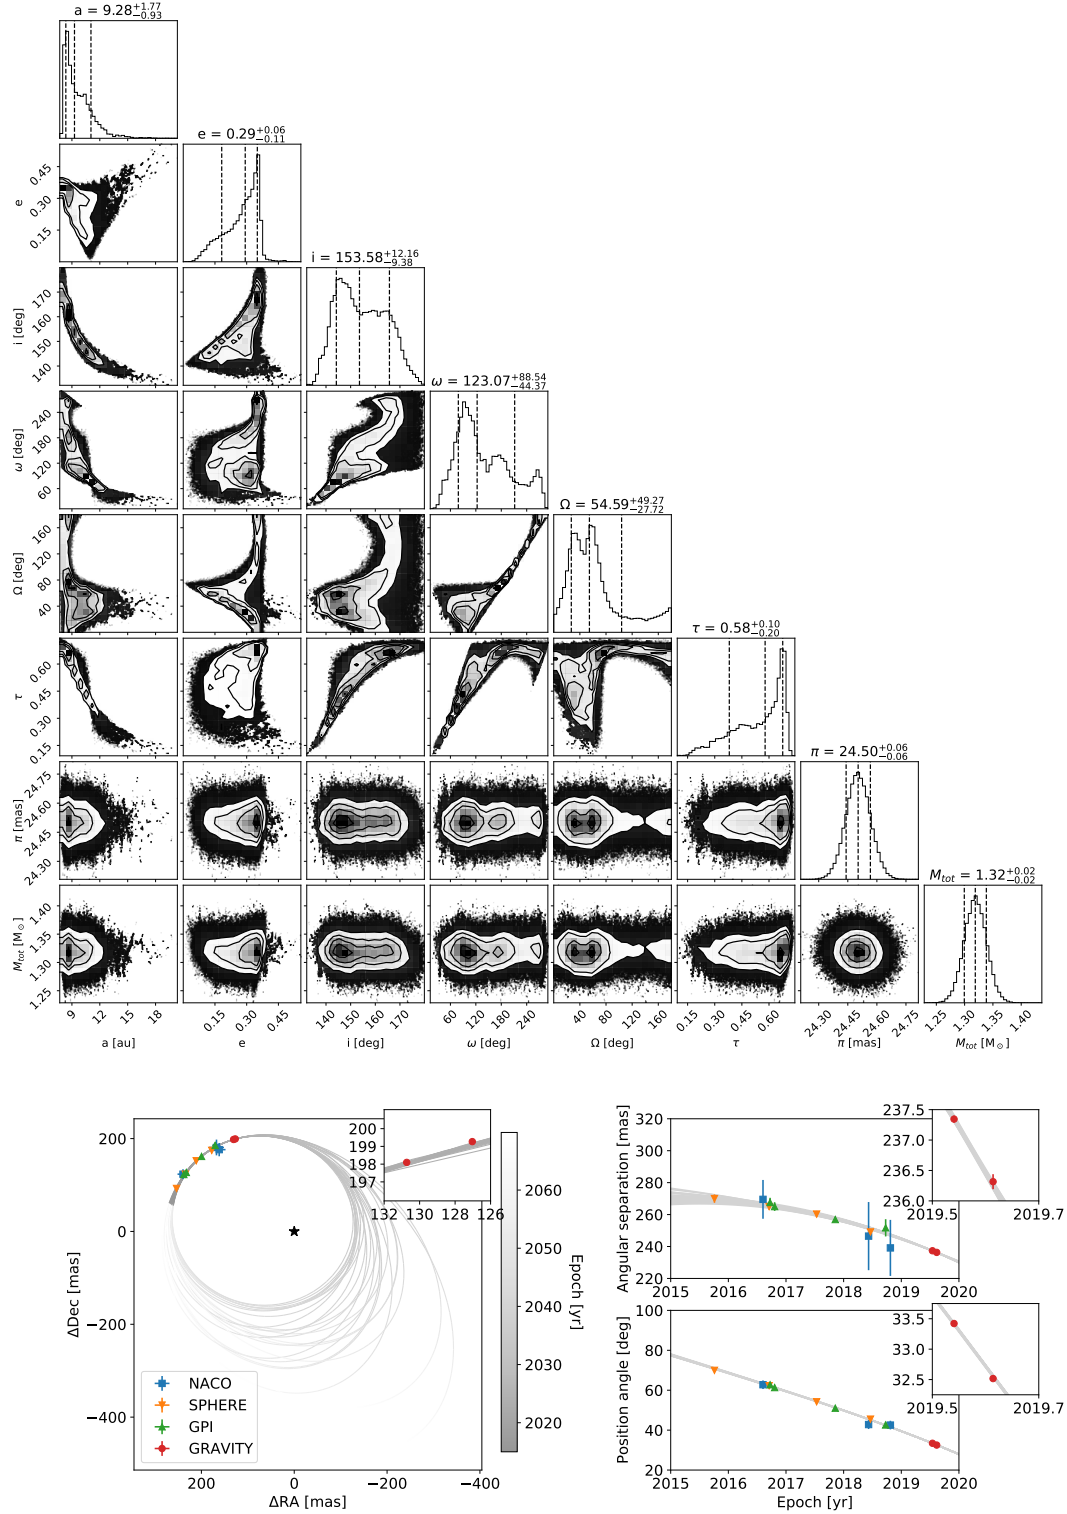 a = 9.28+1.77 −0.93
e = 0.29+0.06 −0.11
0.45
0.30
0.15
e
i = 153.58+12.16 −9.38
170
160
150
140
i [deg]
ω = 123.07+88.54 −44.37
240
180
120
60
ω [deg]
Ω = 54.59+49.27 −27.72
160
120
80
40
Ω [deg]
τ = 0.58+0.10 −0.20
0.60
0.45
0.30
0.15
τ
π = 24.50+0.06 −0.06
24.75
24.60
24.45
24.30
π [mas]
Mtot = 1.32+0.02 −0.02
1.40
1.35
1.30
1.25
Mtot [M☉]
9 12 15 18
0.15 0.30 0.45
140 150 160 170
60 120 180 240
40 80 120 160
0.15 0.30 0.45 0.60
24.30 24.45 24.60 24.75
1.25 1.30 1.35 1.40
a [au] e i [deg] ω [deg] Ω [deg] τ π [mas] Mtot [M☉]
200
0
−200
−400
ΔDec [mas]
200 0 −200 −400
ΔRA [mas]
200
199
198
197
132 130 128 126
NACO
SPHERE
GPI
GRAVITY
2060
2050
2040
2030
2020
Epoch [yr]
320
300
280
260
240
220
Angular separation [mas]
2015 2016 2017 2018 2019 2020
237.5
237.0
236.5
236.0
2019.5 2019.7
100
80
60
40
20
Position angle [deg]
2015 2016 2017 2018 2019 2020
Epoch [yr]
33.5
33.0
32.5
2019.5 2019.7